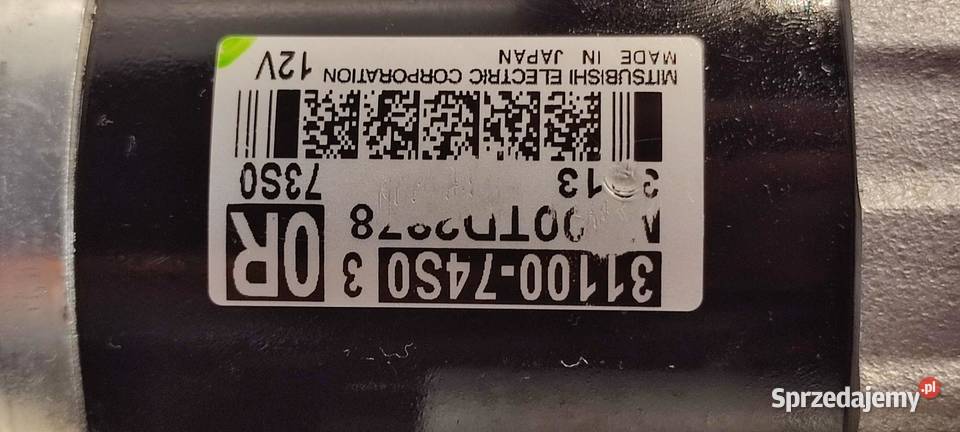 31100-74S0 3 0R
73S0
MITSUBISHI ELECTRIC CORPORATION
MADE IN JAPAN 12V
Sprzedajemy.pl